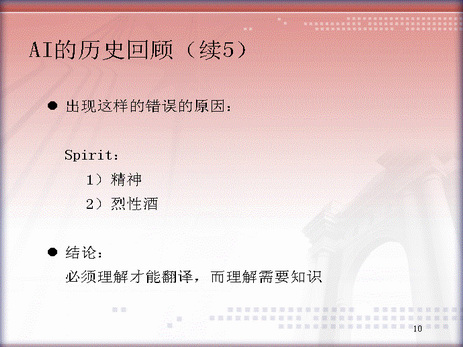 AI的历史回顾（续5）
● 出现这样的错误的原因：
Spirit：
1）精神
2）烈性酒
● 结论：
必须理解才能翻译，而理解需要知识
10